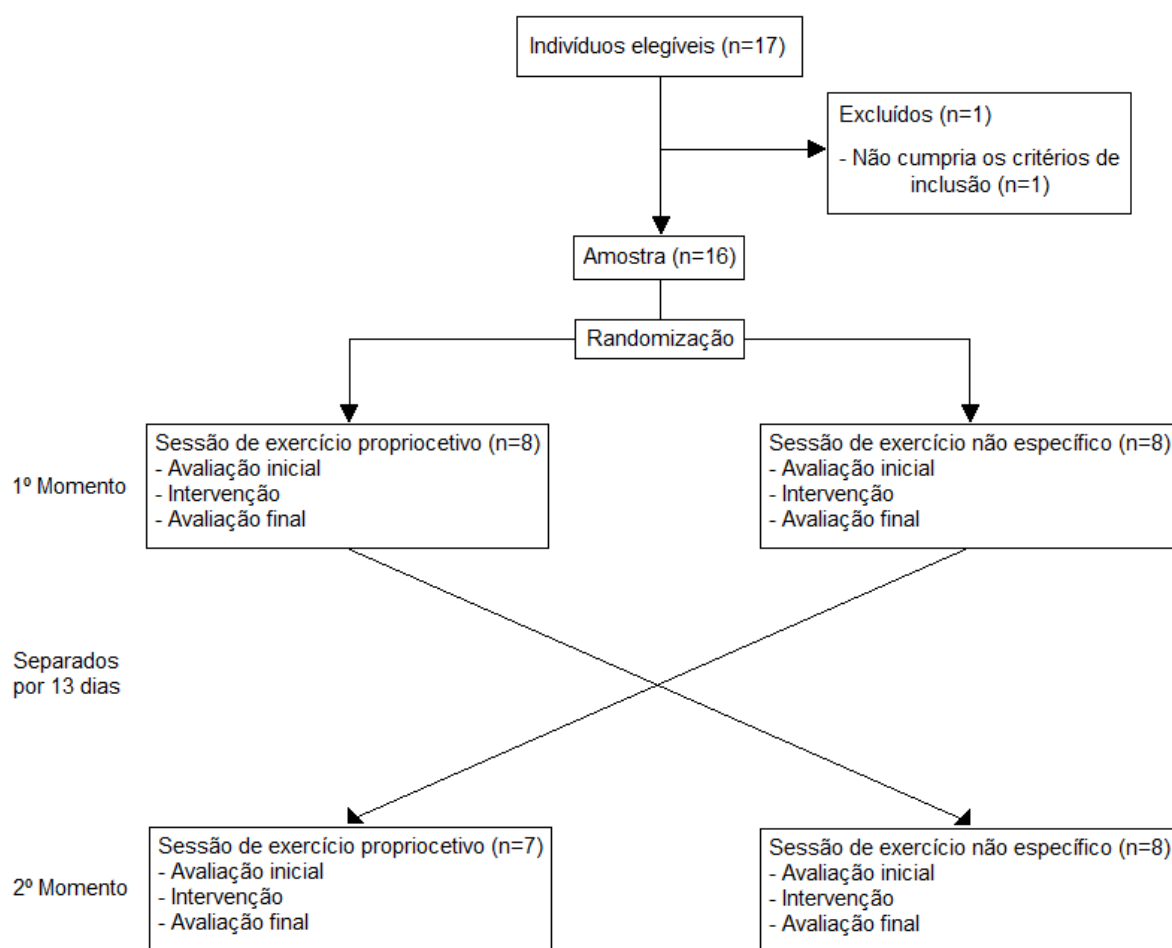 Indivíduos elegíveis (n=17)
Excluídos (n=1)
- Não cumpria os critérios de
inclusão (n=1)
Amostra (n=16)
Randomização
1º Momento
Sessão de exercício propriocetivo (n=8)
- Avaliação inicial
- Intervenção
- Avaliação final
Sessão de exercício não específico (n=8)
- Avaliação inicial
- Intervenção
- Avaliação final
Separados
por 13 dias
2º Momento
Sessão de exercício propriocetivo (n=7)
- Avaliação inicial
- Intervenção
- Avaliação final
Sessão de exercício não específico (n=8)
- Avaliação inicial
- Intervenção
- Avaliação final